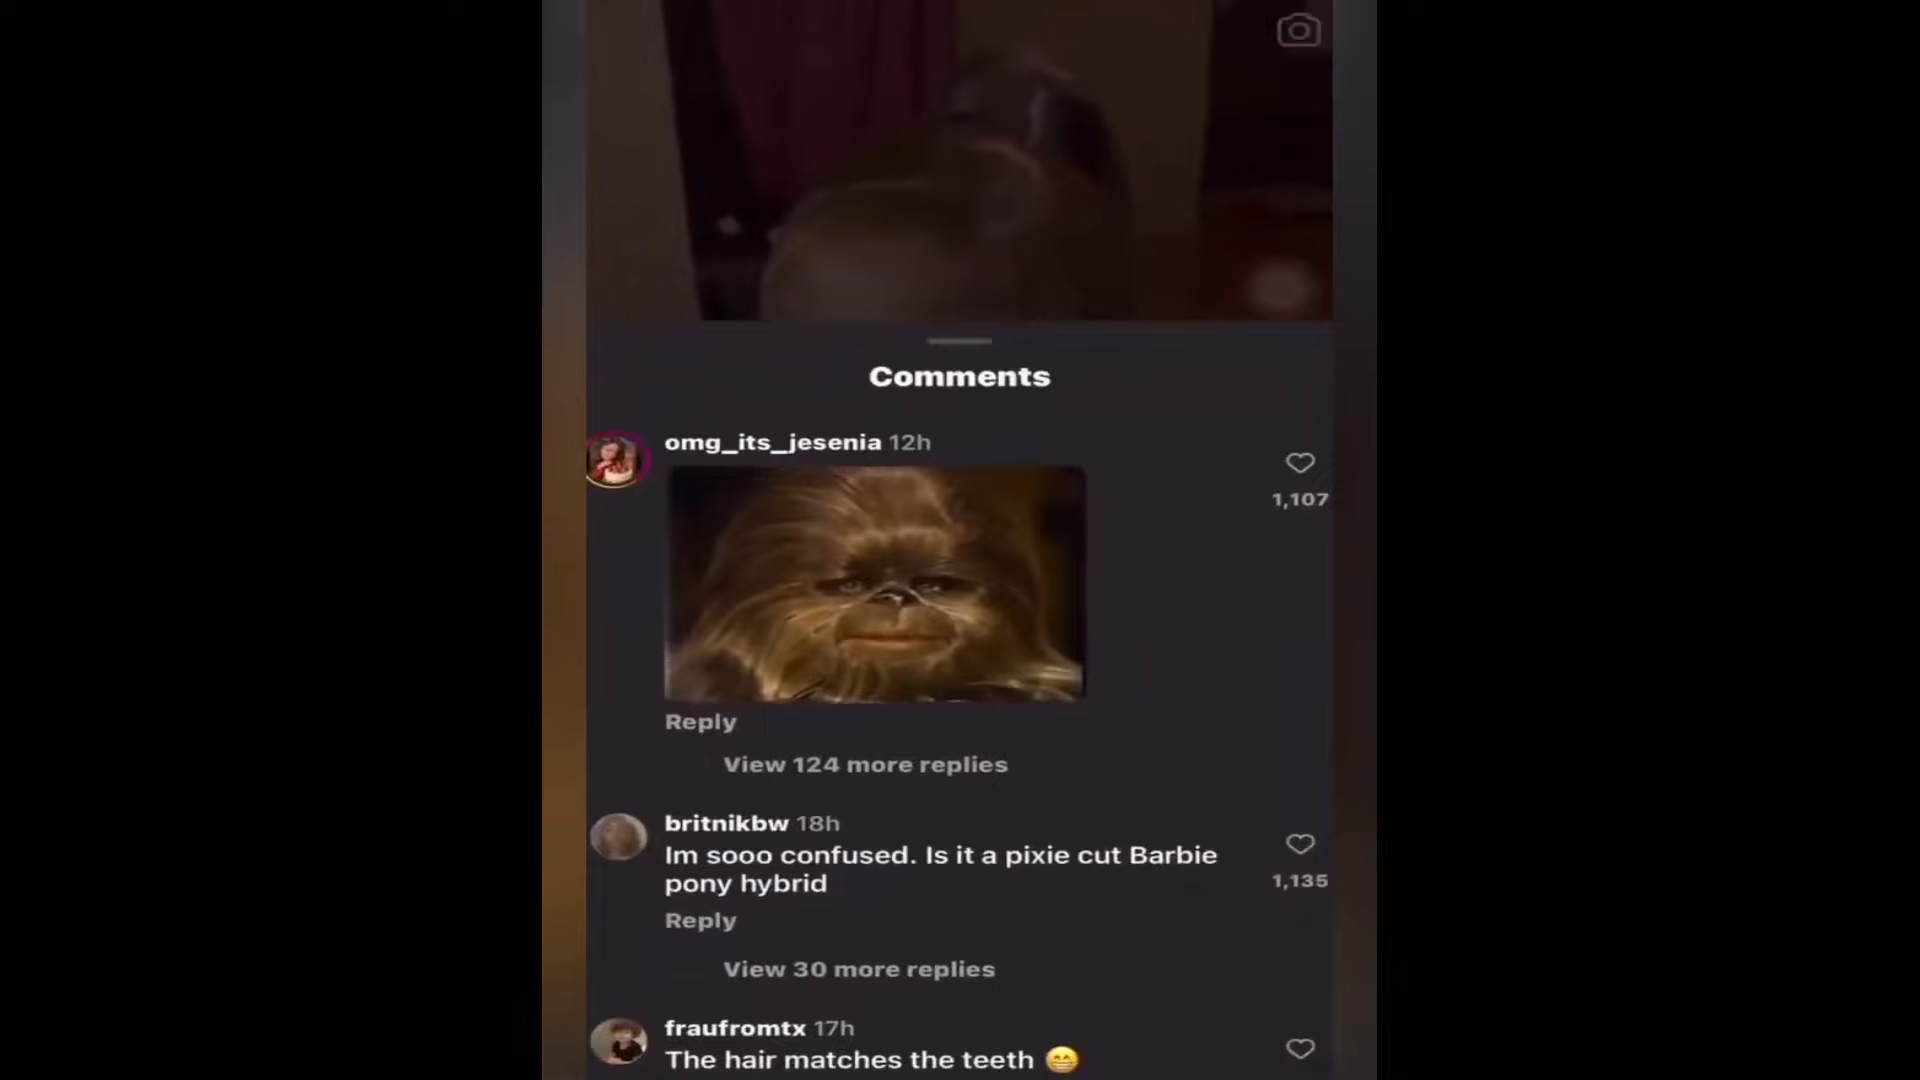 Comments
omg_its_jesenia 12h
1,107
Reply
View 124 more replies
britnikbw 18h
Im sooo confused. Is it a pixie cut Barbie
pony hybrid
1,135
Reply
View 30 more replies
fraufromtx 17h
The hair matches the teeth 😁